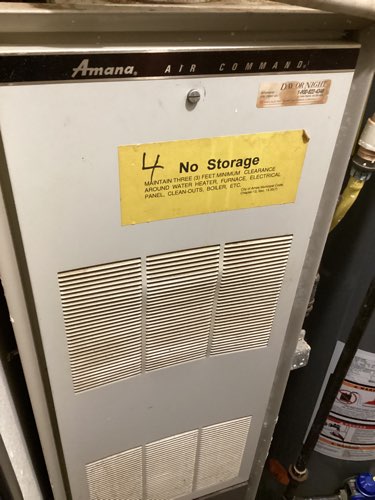 Amana. AIR COMMAND
DAY OR NIGHT
4 No Storage
MAINTAIN THREE (3) FEET MINIMUM CLEARANCE
AROUND WATER HEATER, FURNACE, ELECTRICAL
PANEL, CLEAN-OUTS, BOILER, ETC.